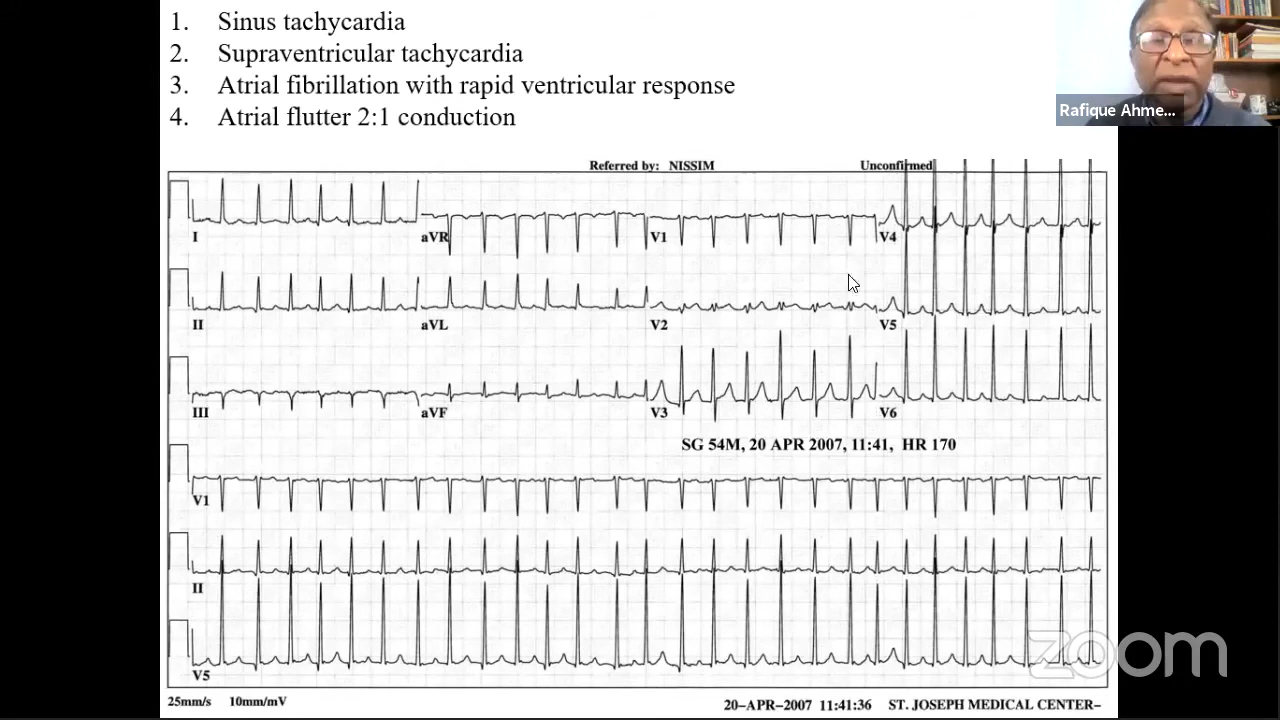 1. Sinus tachycardia
2. Supraventricular tachycardia
3. Atrial fibrillation with rapid ventricular response
4. Atrial flutter 2:1 conduction
Rafique Ahme...
Referred by: NISSIM Unconfirmed
I aVR V1 V4
II aVL V2 V5
III aVF V3 V6
SG 54M, 20 APR 2007, 11:41, HR 170
V1
II
V5
zoom
25mm/s 10mm/mV 20-APR-2007 11:41:36 ST. JOSEPH MEDICAL CENTER-